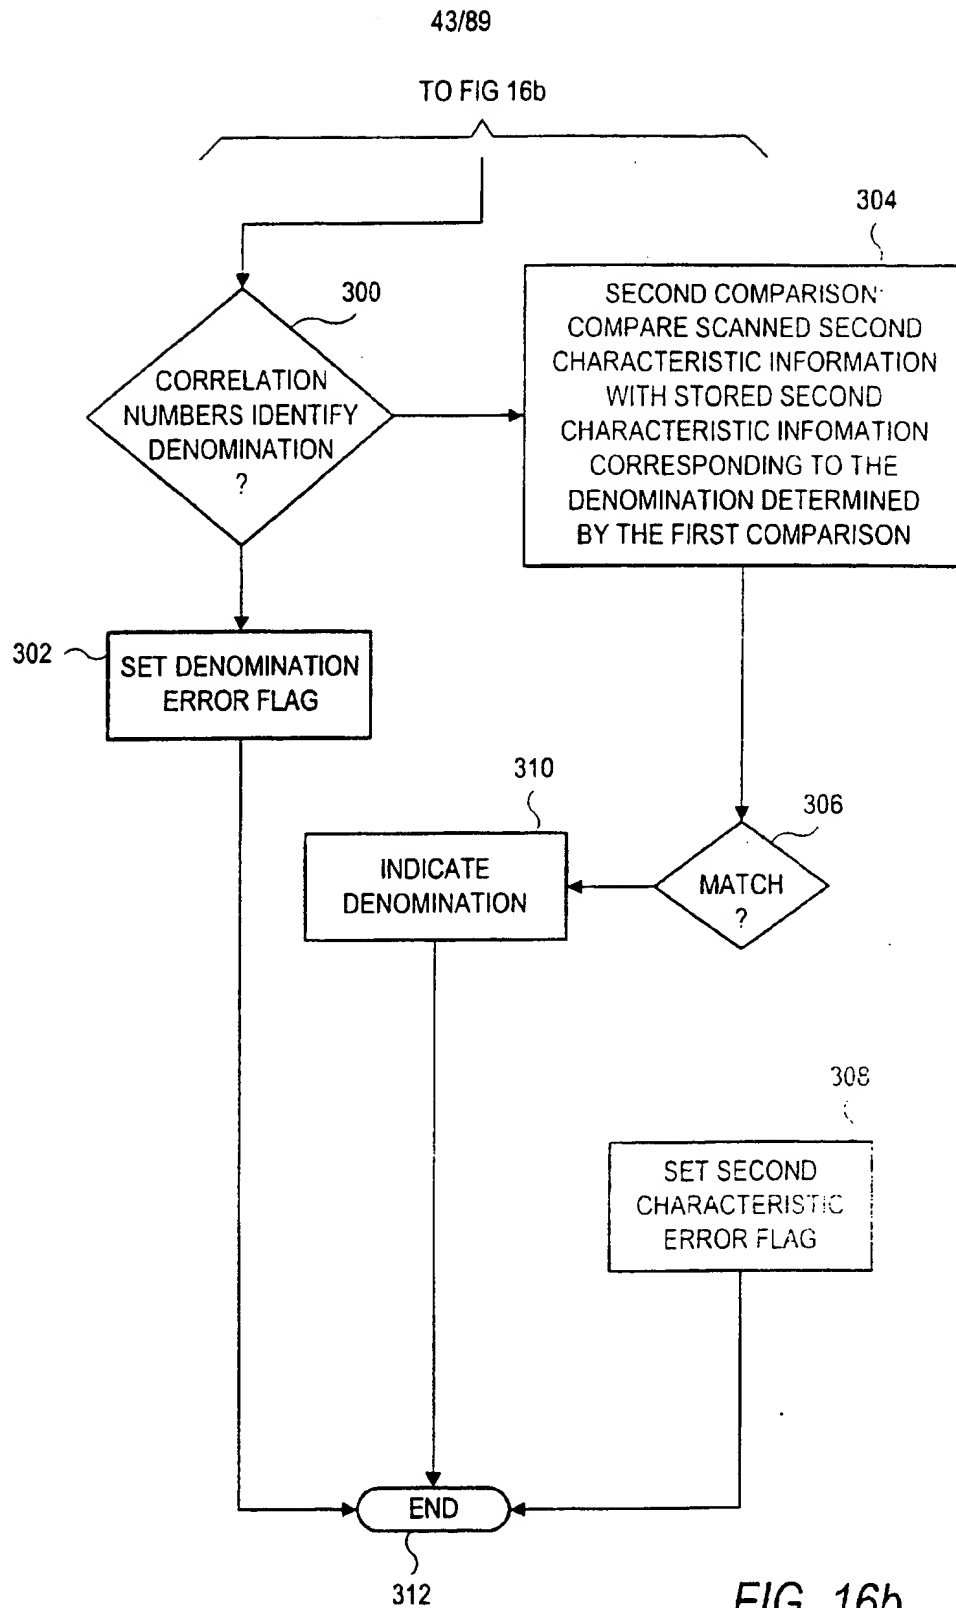 43/89
TO FIG 16b
304
300
SECOND COMPARISON:
COMPARE SCANNED SECOND
CHARACTERISTIC INFORMATION
WITH STORED SECOND
CHARACTERISTIC INFOMATION
CORRESPONDING TO THE
DENOMINATION DETERMINED
BY THE FIRST COMPARISON
CORRELATION
NUMBERS IDENTIFY
DENOMINATION
?
302
SET DENOMINATION
ERROR FLAG
310
306
INDICATE
DENOMINATION
MATCH
?
308
SET SECOND
CHARACTERISTIC
ERROR FLAG
END
312
FIG. 16b